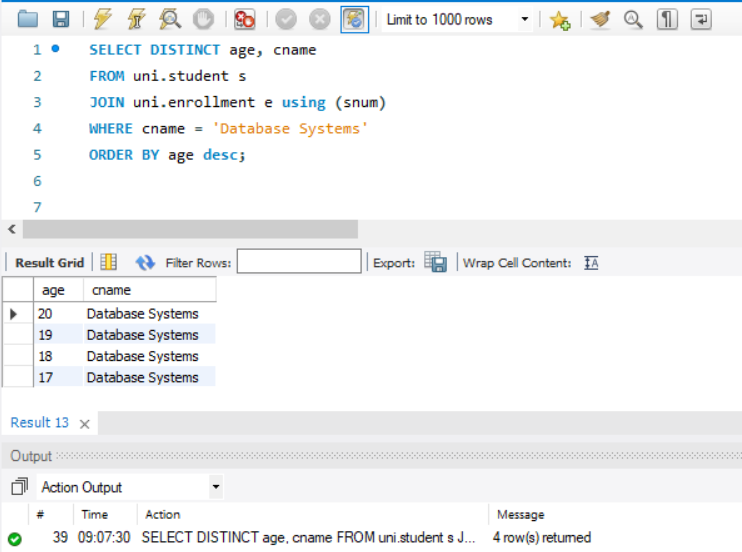 Limit to 1000 rows
1 SELECT DISTINCT age, cname
2 FROM uni.student s
3 JOIN uni.enrollment e using (snum)
4 WHERE cname = 'Database Systems'
5 ORDER BY age desc;
6
7
Result Grid Filter Rows: Export: Wrap Cell Content: IA
age cname
20 Database Systems
19 Database Systems
18 Database Systems
17 Database Systems
Result 13 ×
Output
Action Output
# Time Action Message
39 09:07:30 SELECT DISTINCT age, cname FROM uni.student s J... 4 row(s) returned